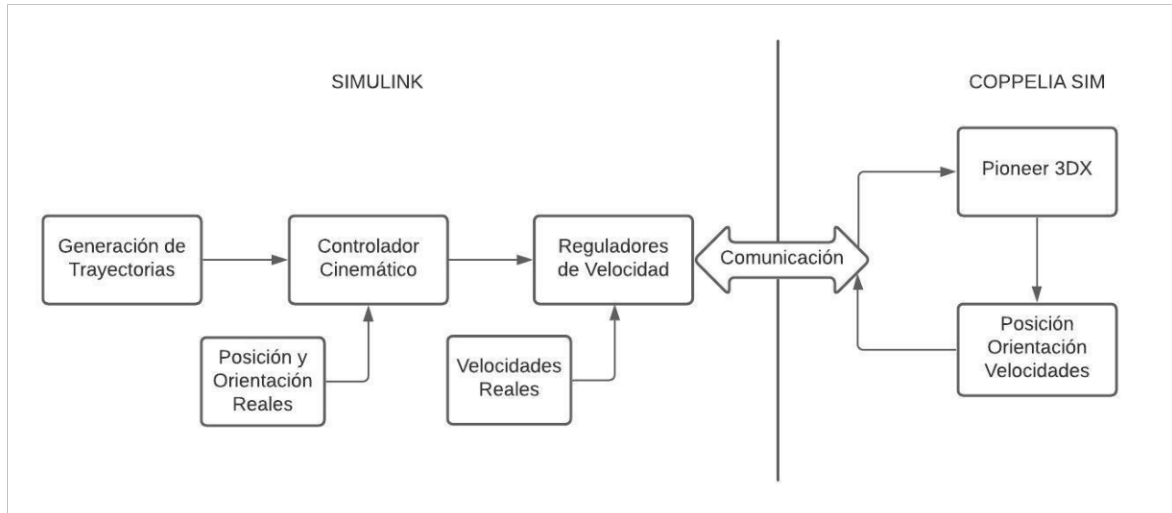 SIMULINK
COPPELIA SIM
Generación de
Trayectorias
Controlador
Cinemático
Reguladores
de Velocidad
Comunicación
Pioneer 3DX
Posición y
Orientación
Reales
Velocidades
Reales
Posición
Orientación
Velocidades